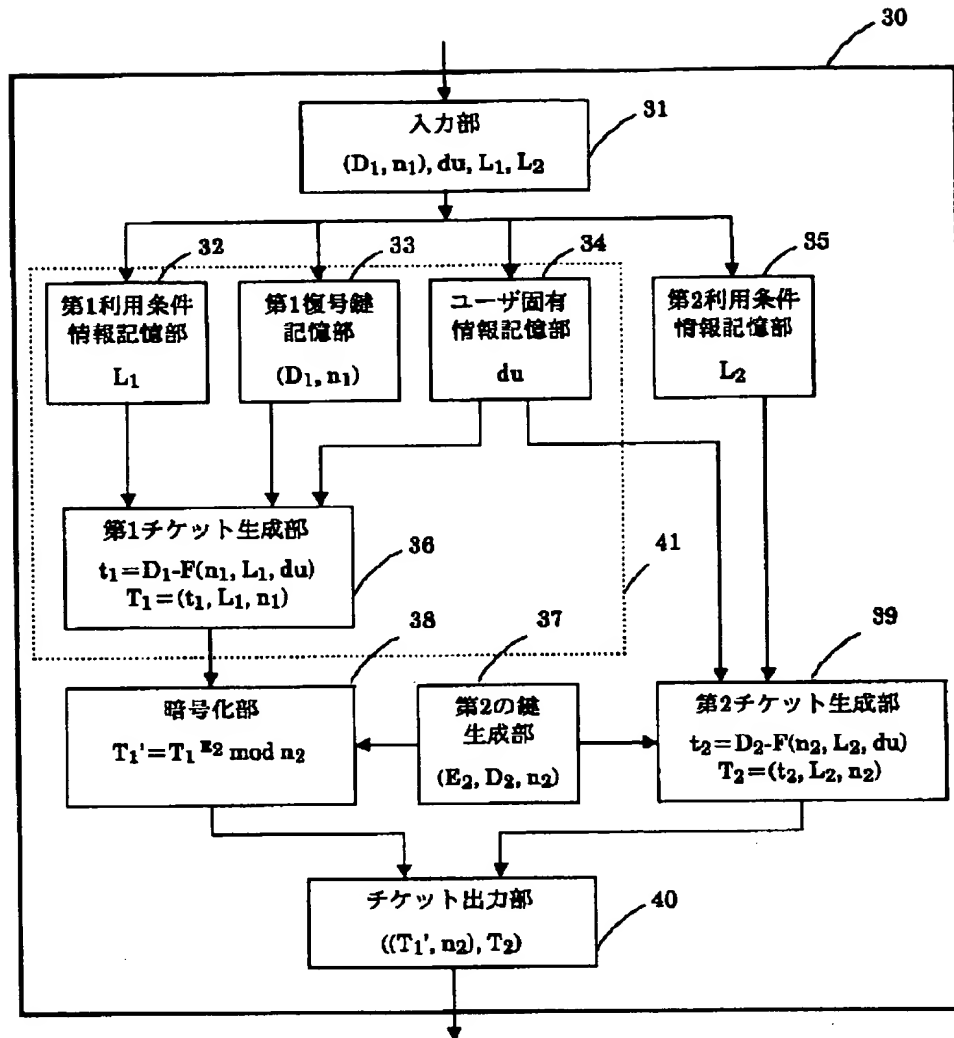 30
入力部
(D₁, n₁), du, L₁, L₂
31
32
33
34
35
第1利用条件
情報記憶部
L₁
第1復号鍵
記憶部
(D₁, n₁)
ユーザ固有
情報記憶部
du
第2利用条件
情報記憶部
L₂
第1チケット生成部
t₁=D₁-F(n₁, L₁, du)
T₁=(t₁, L₁, n₁)
36
41
38
37
39
暗号化部
T₁'=T₁^E₂ mod n₂
第2の鍵
生成部
(E₂, D₂, n₂)
第2チケット生成部
t₂=D₂-F(n₂, L₂, du)
T₂=(t₂, L₂, n₂)
チケット出力部
((T₁', n₂), T₂)
40